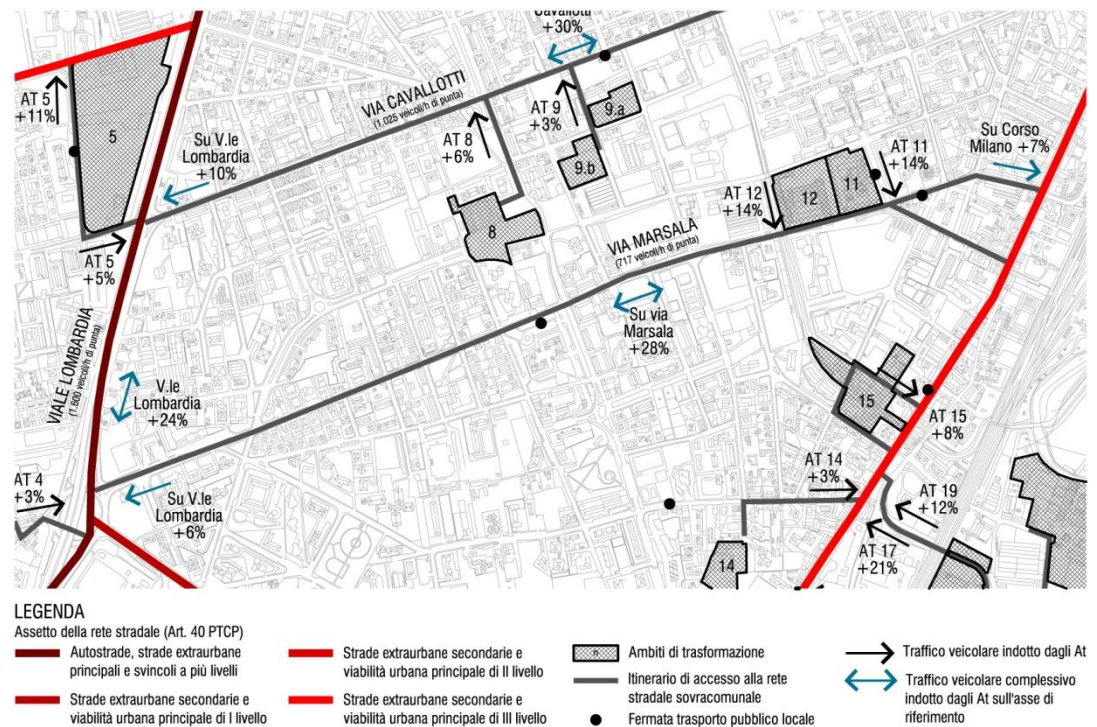 Cavallotti
+30%
AT 5
+11%
5
Su V.le
Lombardia
+10%
VIA CAVALLOTTI
(1.025 veicoli/h di punta)
AT 9
+3%
9.a
9.b
AT 8
+6%
8
AT 5
+5%
AT 12
+14%
12
11
AT 11
+14%
Su Corso
Milano +7%
VIA MARSALA
(717 veicoli/h di punta)
Su via
Marsala
+28%
VIALE LOMBARDIA
(1.600 veicoli/h di punta)
V.le
Lombardia
+24%
15
AT 15
+8%
AT 4
+3%
Su V.le
Lombardia
+6%
AT 14
+3%
14
AT 19
+12%
AT 17
+21%
LEGENDA
Assetto della rete stradale (Art. 40 PTCP)
Autostrade, strade extraurbane
principali e svincoli a più livelli
Strade extraurbane secondarie e
viabilità urbana principale di I livello
Strade extraurbane secondarie e
viabilità urbana principale di II livello
Strade extraurbane secondarie e
viabilità urbana principale di III livello
n
Ambiti di trasformazione
Itinerario di accesso alla rete
stradale sovracomunale
Fermata trasporto pubblico locale
Traffico veicolare indotto dagli At
Traffico veicolare complessivo
indotto dagli At sull'asse di
riferimento